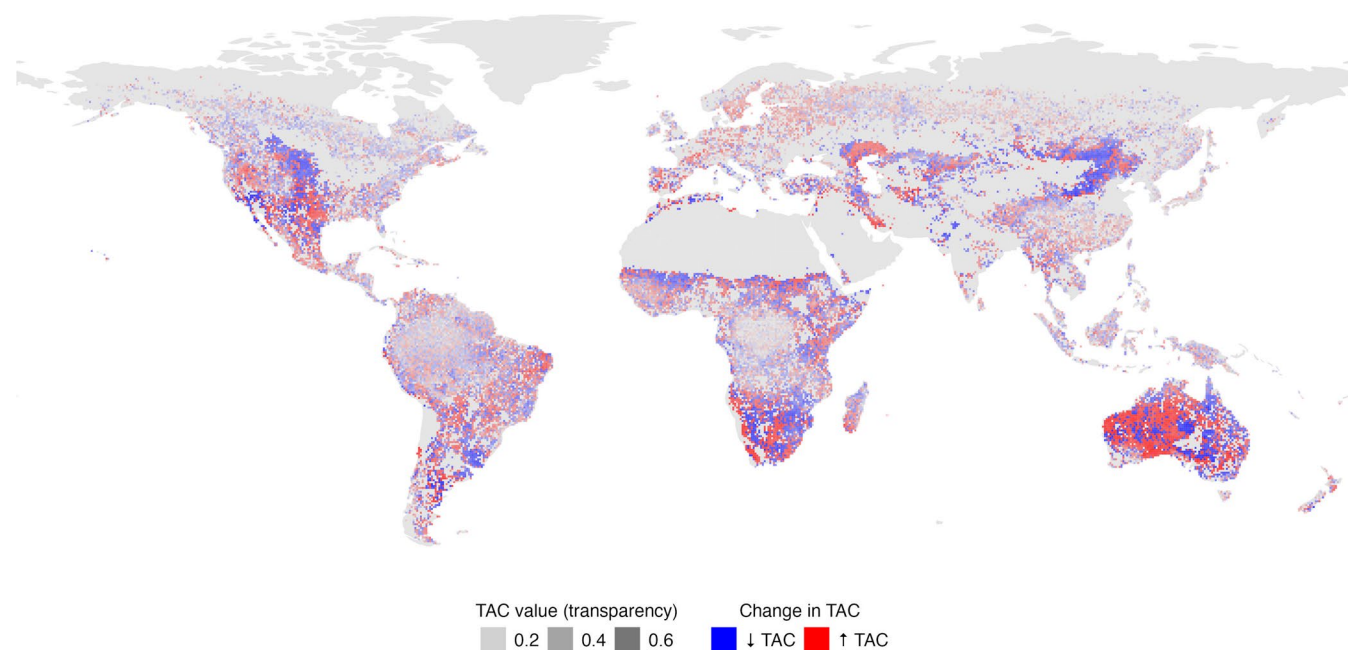 TAC value (transparency)
0.2 0.4 0.6
Change in TAC
↓ TAC ↑ TAC